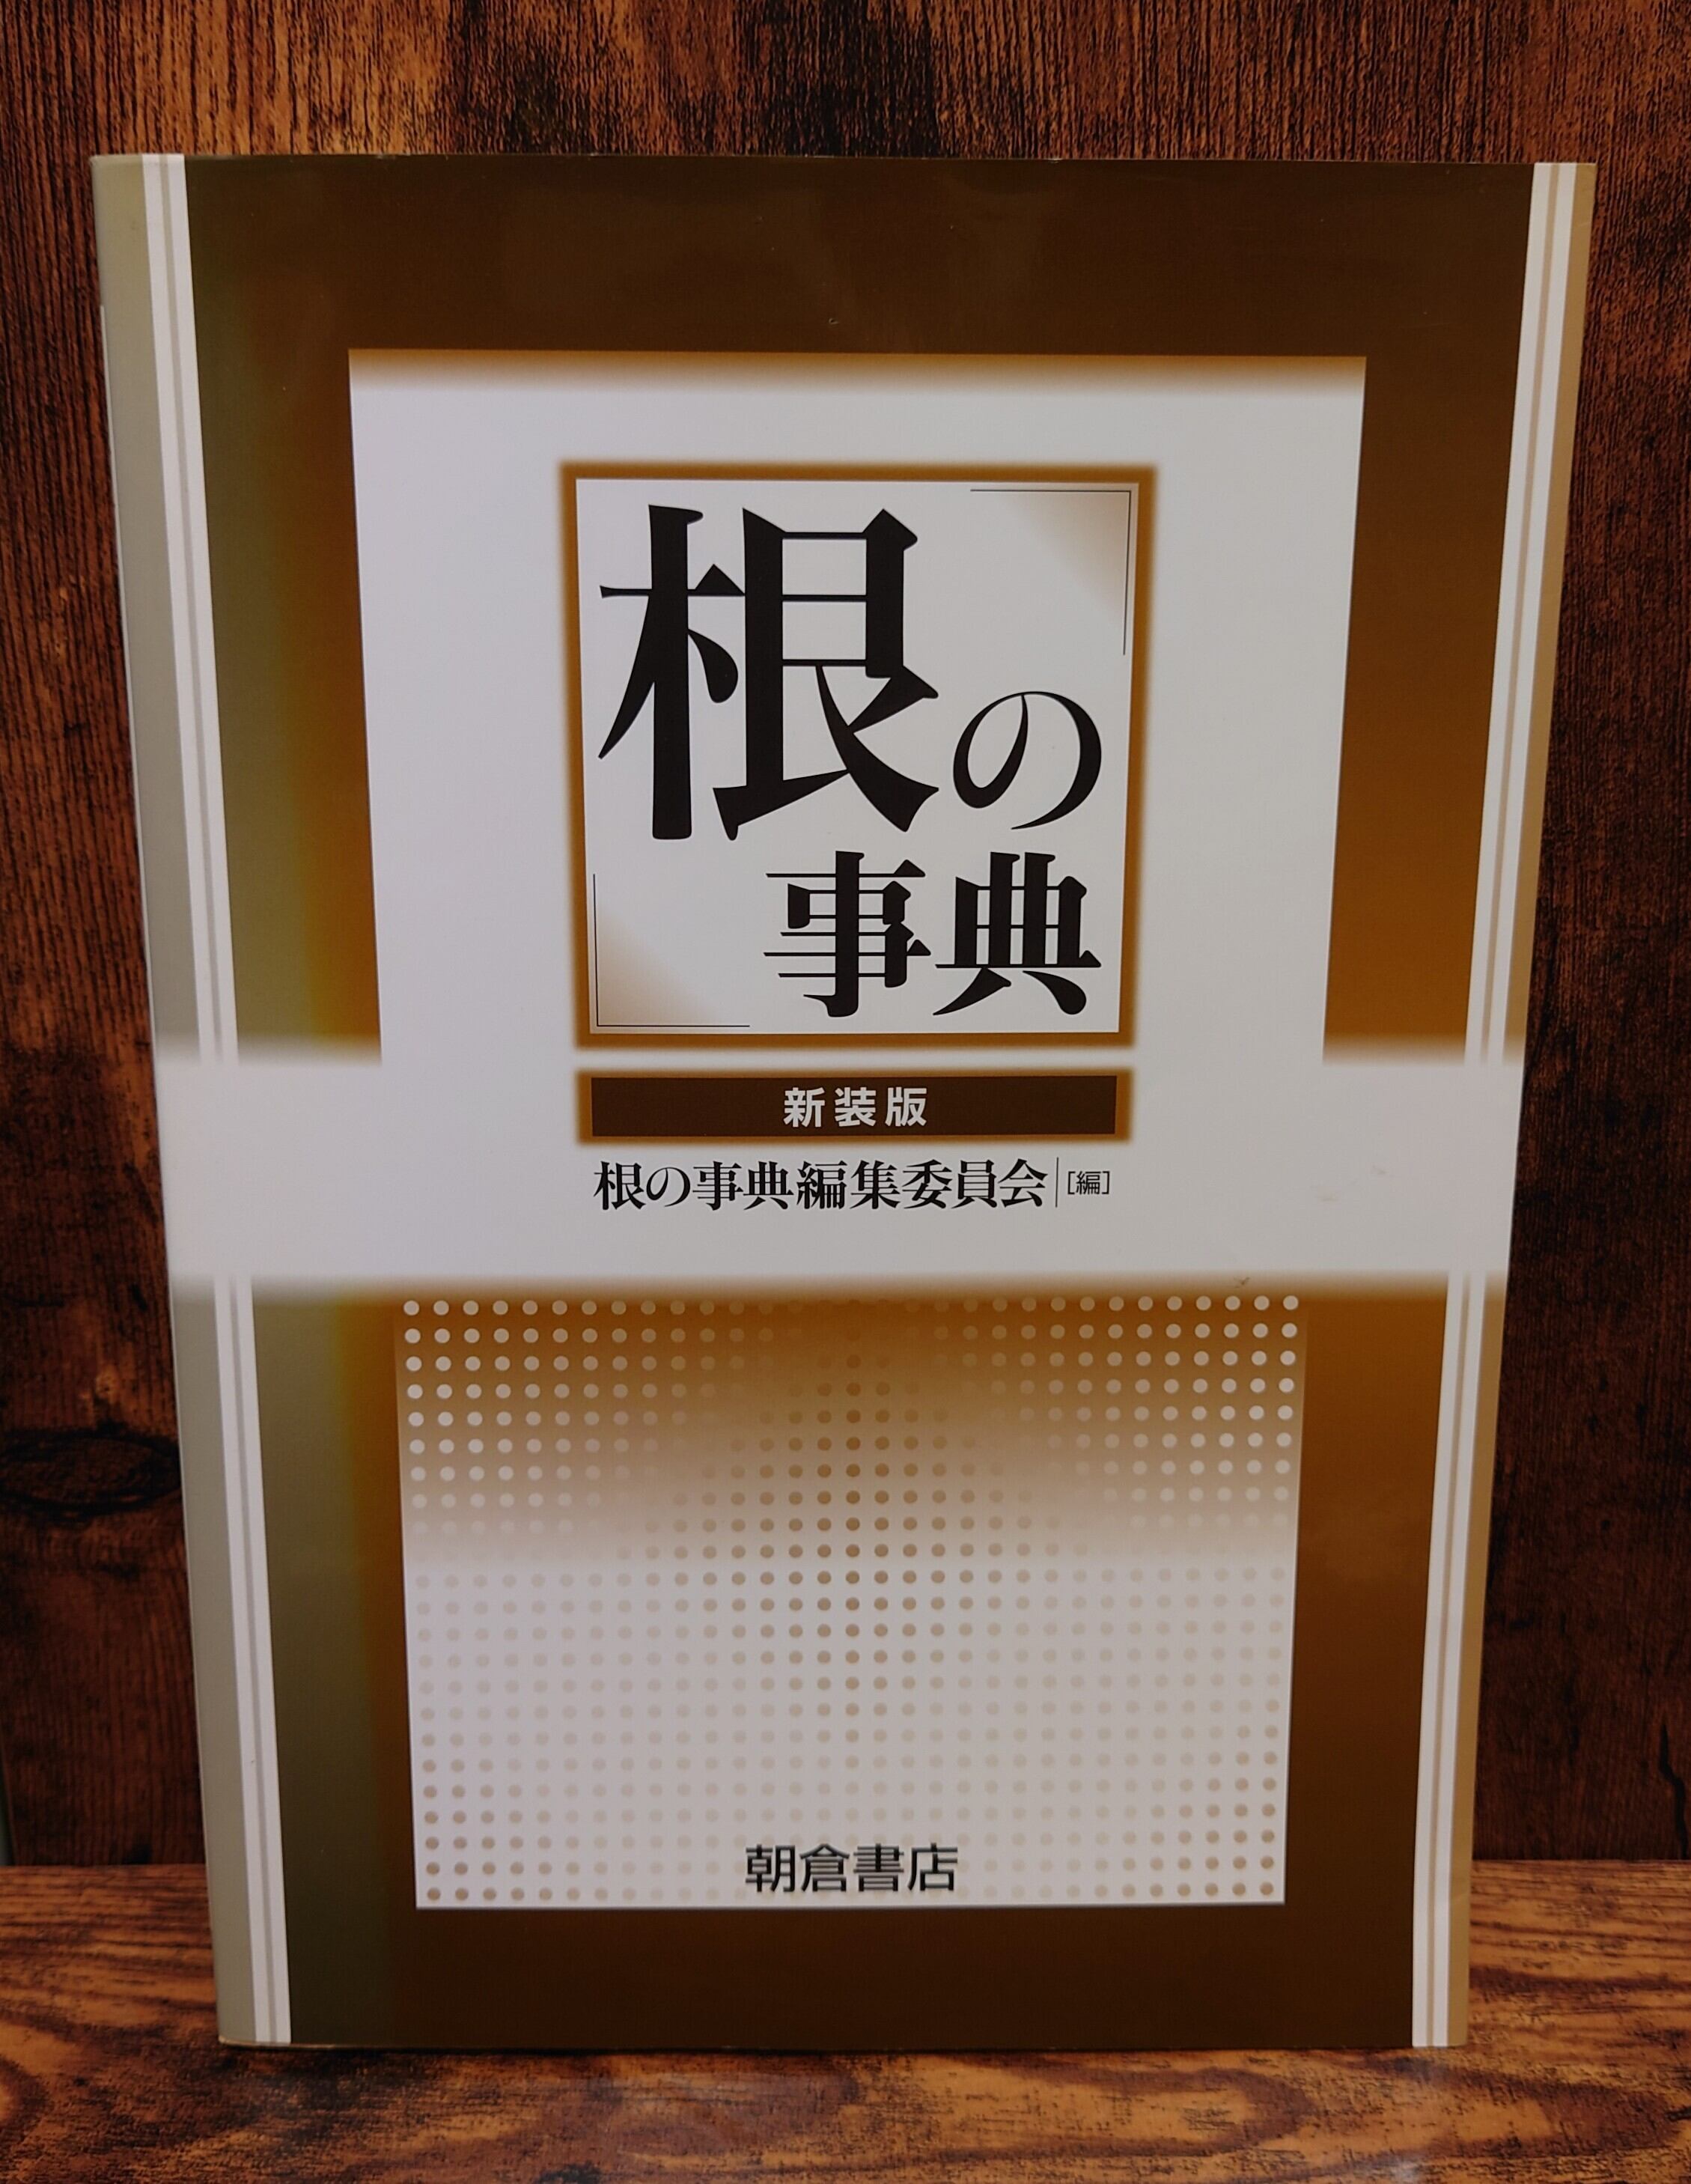 根の
事典
新装版
根の事典編集委員会[編]
朝倉書店